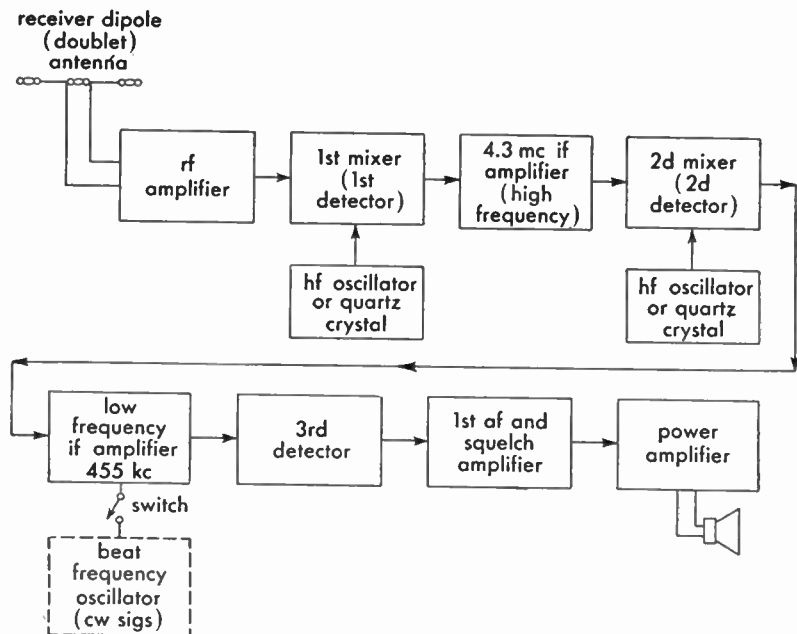 receiver dipole
(doublet)
antenna
rf
amplifier
1st mixer
(1st
detector)
4.3 mc if
amplifier
(high
frequency)
2d mixer
(2d
detector)
hf oscillator
or quartz
crystal
hf oscillator
or quartz
crystal
low
frequency
if amplifier
455 kc
3rd
detector
1st af and
squelch
amplifier
power
amplifier
switch
beat
frequency
oscillator
(cw sigs)